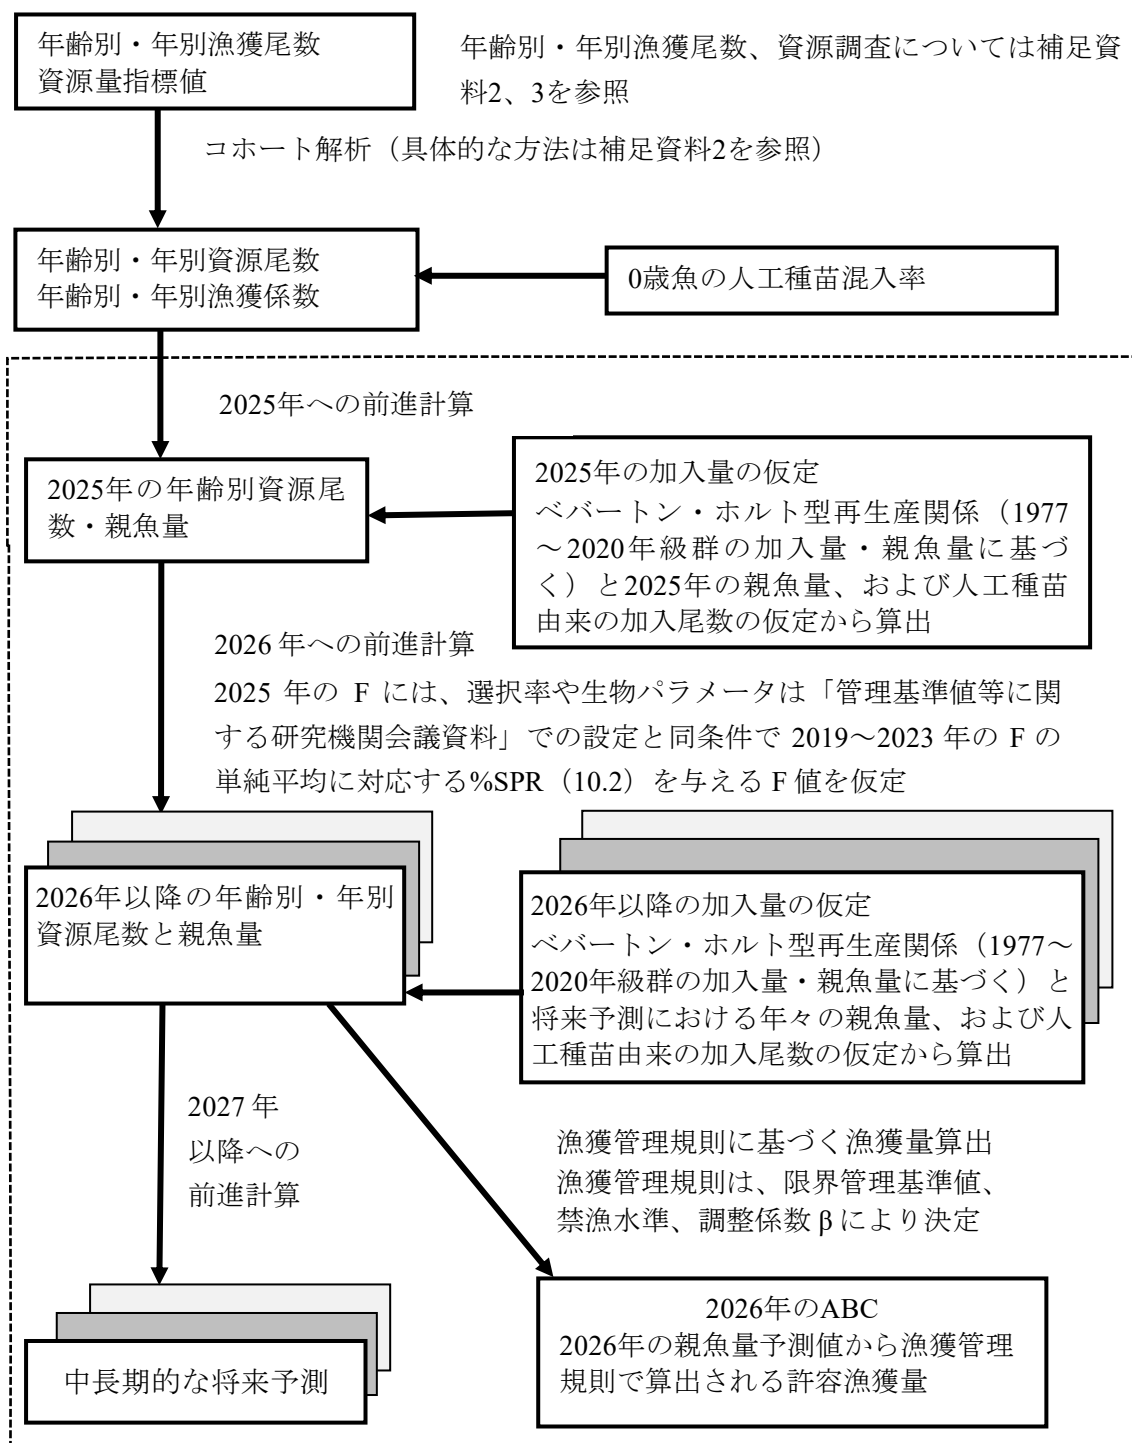 年齢別・年別漁獲尾数
資源量指標値
年齢別・年別漁獲尾数、資源調査については補足資
料2、3を参照
コホート解析（具体的な方法は補足資料2を参照）
年齢別・年別資源尾数
年齢別・年別漁獲係数
0歳魚の人工種苗混入率
2025年への前進計算
2025年の年齢別資源尾
数・親魚量
2025年の加入量の仮定
ベバートン・ホルト型再生産関係（1977
～2020年級群の加入量・親魚量に基づ
く）と2025年の親魚量、および人工種苗
由来の加入尾数の仮定から算出
2026 年への前進計算
2025 年の F には、選択率や生物パラメータは「管理基準値等に関
する研究機関会議資料」での設定と同条件で 2019～2023 年の F の
単純平均に対応する%SPR（10.2）を与える F 値を仮定
2026年以降の年齢別・年別
資源尾数と親魚量
2026年以降の加入量の仮定
ベバートン・ホルト型再生産関係（1977～
2020年級群の加入量・親魚量に基づく）と
将来予測における年々の親魚量、および人
工種苗由来の加入尾数の仮定から算出
2027 年
以降への
前進計算
漁獲管理規則に基づく漁獲量算出
漁獲管理規則は、限界管理基準値、
禁漁水準、調整係数 β により決定
中長期的な将来予測
2026年のABC
2026年の親魚量予測値から漁獲管理
規則で算出される許容漁獲量